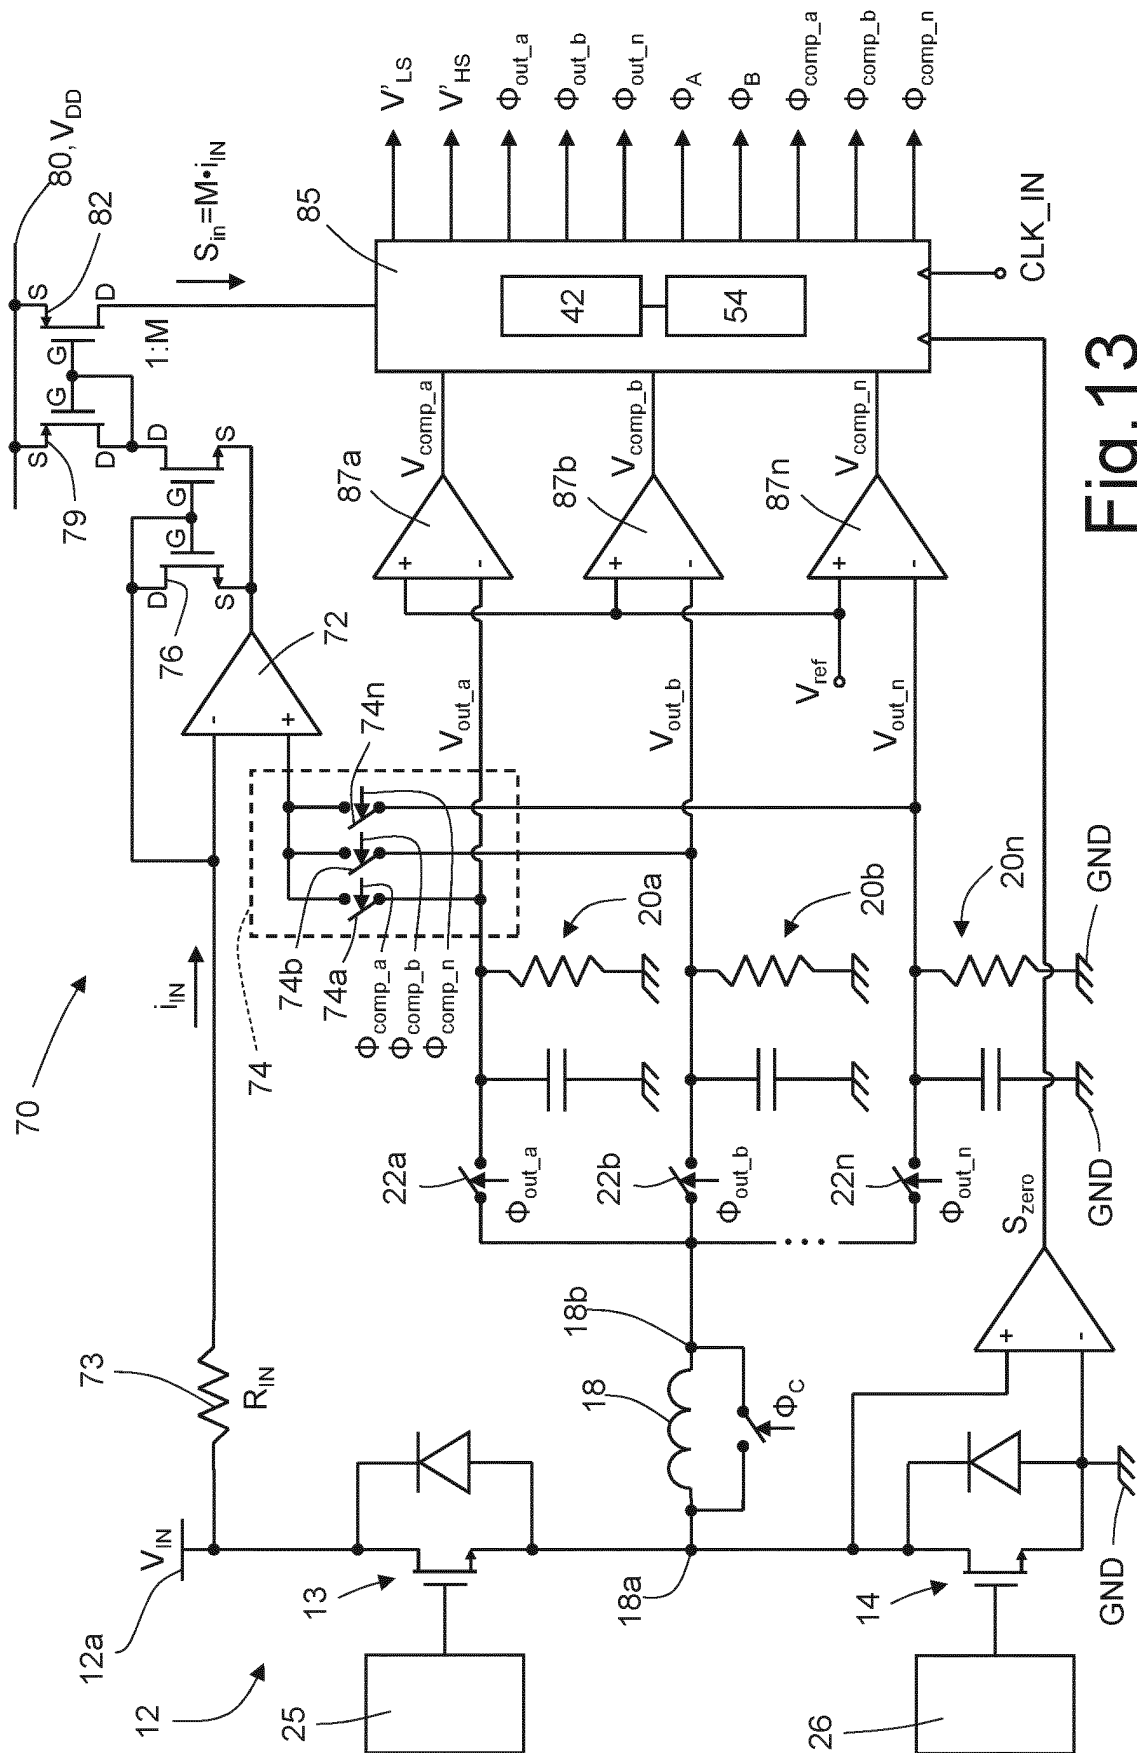 70
80, V_DD
82
79
S
S
G
G
D
D
1:M
S_in=M·i_IN
D
D
G
G
S
S
76
72
-
+
i_IN
73
R_IN
V_IN
12a
12
74
74n
74b
74a
Φ_comp_a
Φ_comp_b
Φ_comp_n
25
13
18a
18
18b
Φ_C
22a
Φ_out_a
22b
Φ_out_b
22n
Φ_out_n
20a
20b
20n
GND
GND
V_out_a
V_out_b
V_out_n
V_ref
87a
+
-
V_comp_a
87b
+
-
V_comp_b
87n
+
-
V_comp_n
85
42
54
V'_LS
V'_HS
Φ_out_a
Φ_out_b
Φ_out_n
Φ_A
Φ_B
Φ_comp_a
Φ_comp_b
Φ_comp_n
CLK_IN
26
14
GND
+
-
S_zero
Fig.13